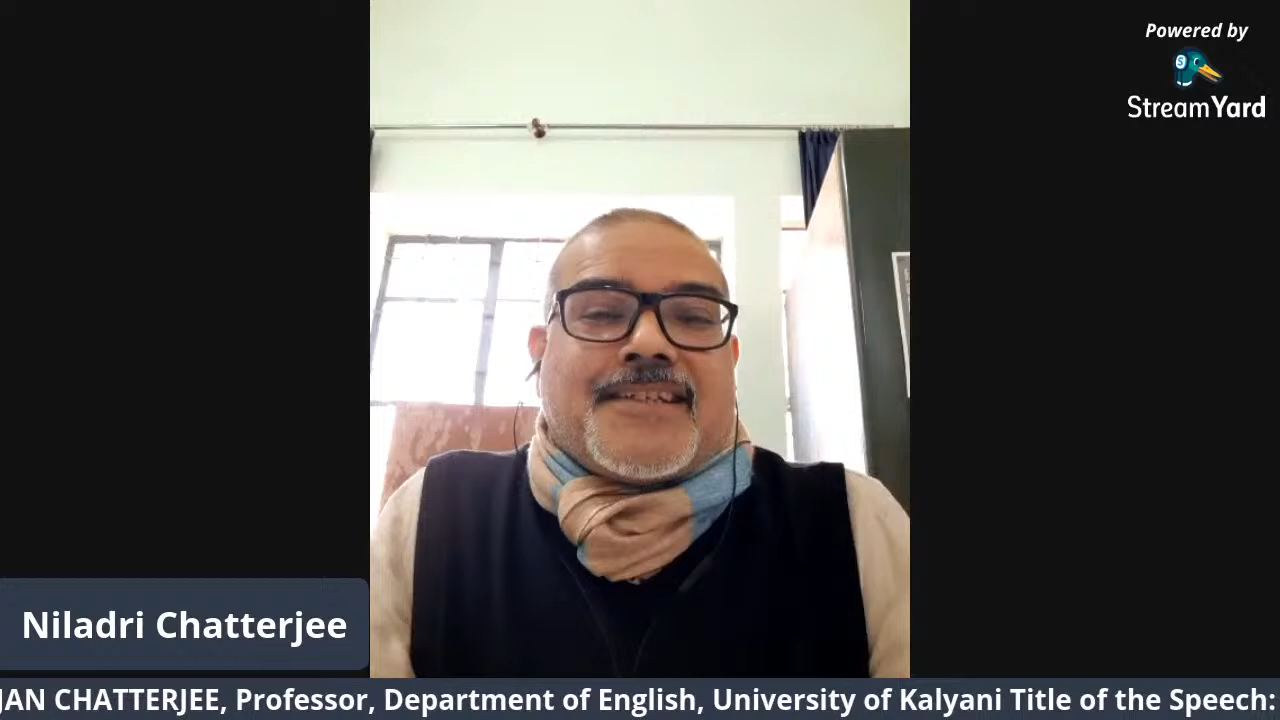 Powered by
StreamYard
Niladri Chatterjee
JAN CHATTERJEE, Professor, Department of English, University of Kalyani Title of the Speech: